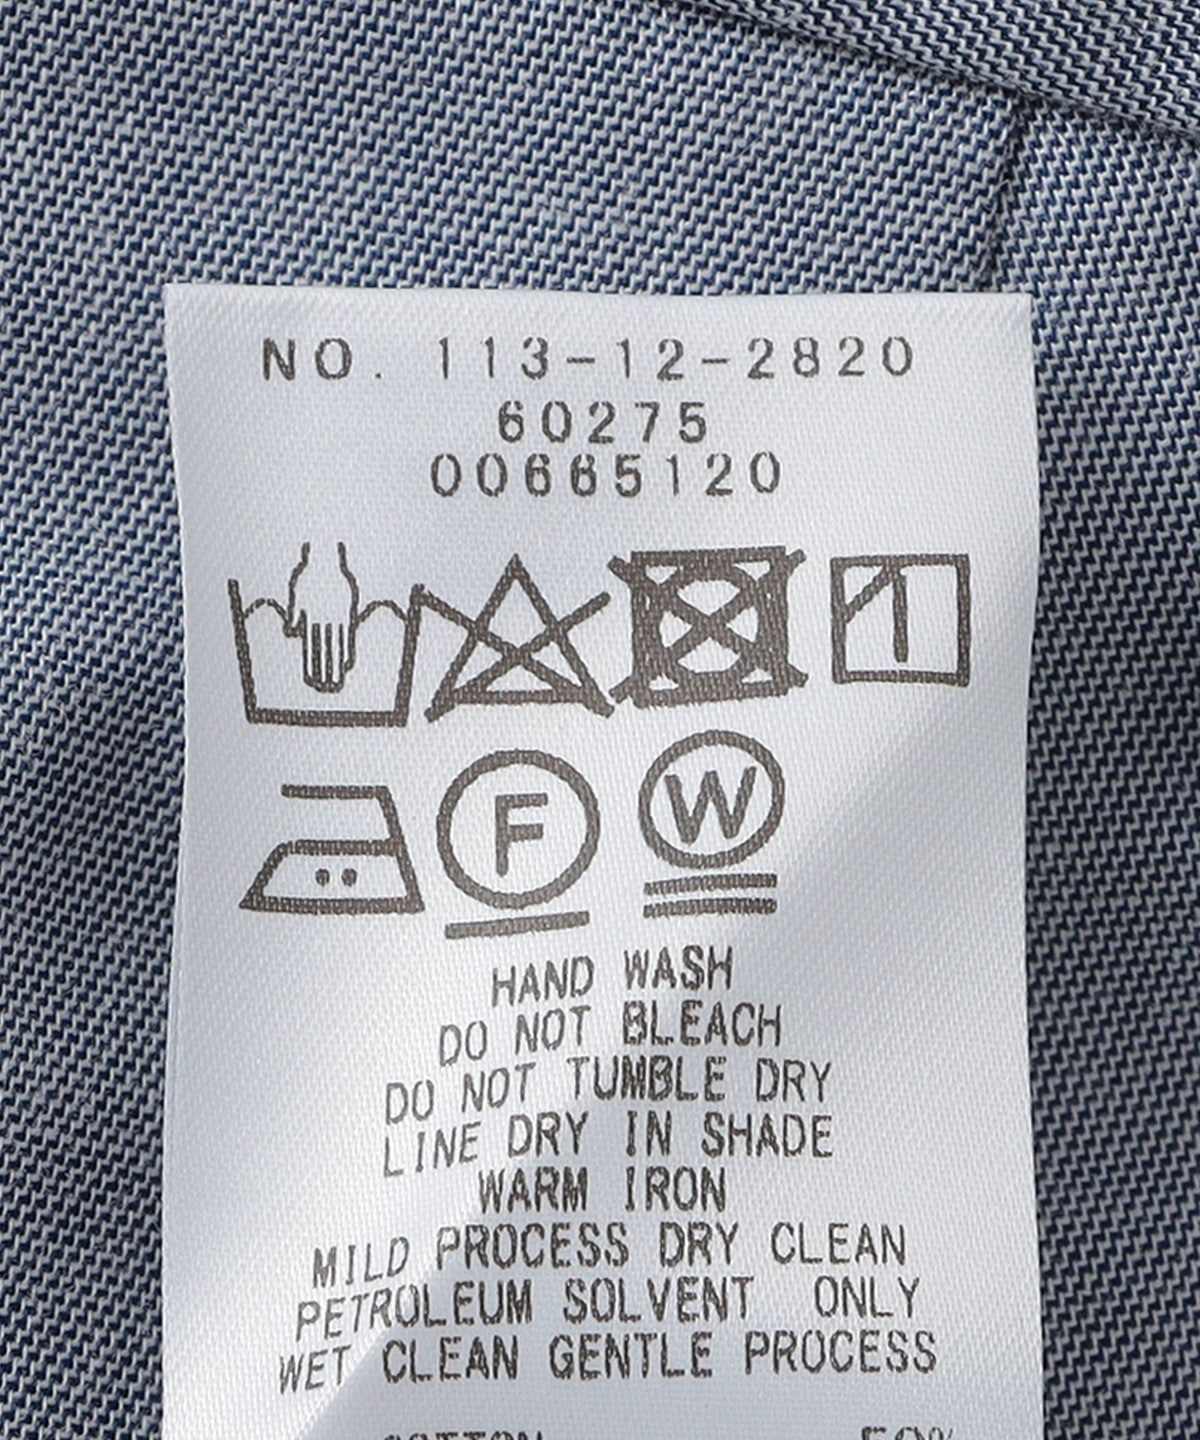 NO. 113-12-2820
60275
00665120
F W
HAND WASH
DO NOT BLEACH
DO NOT TUMBLE DRY
LINE DRY IN SHADE
WARM IRON
MILD PROCESS DRY CLEAN
PETROLEUM SOLVENT ONLY
WET CLEAN GENTLE PROCESS